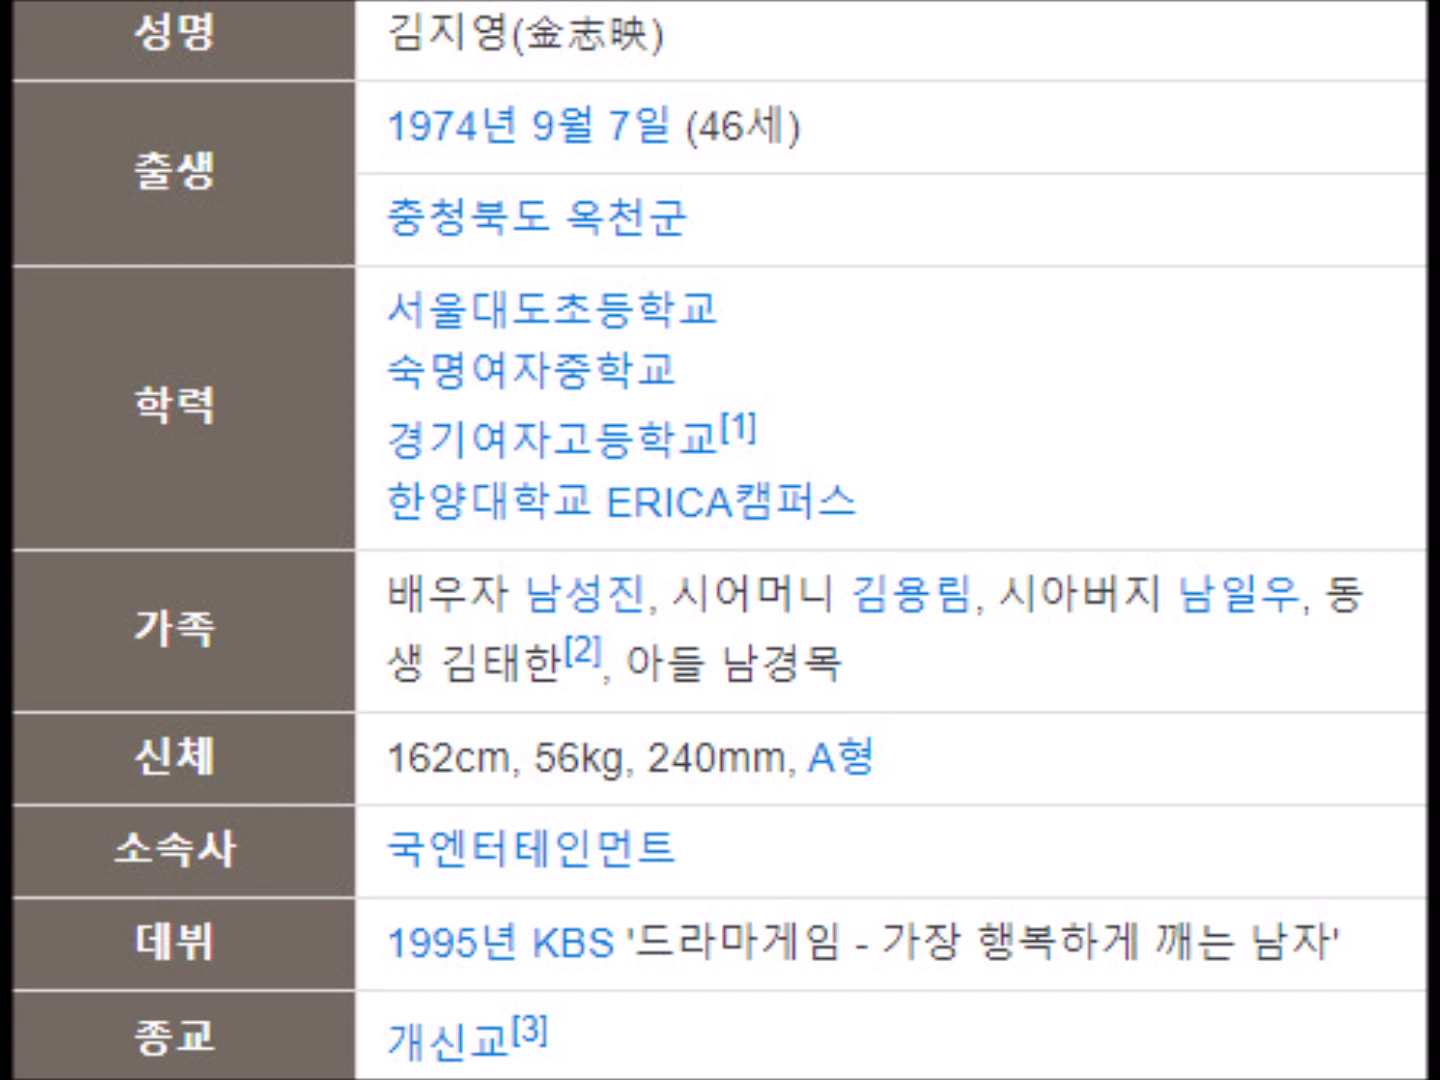 성명 김지영(金志映)
출생 1974년 9월 7일 (46세)
충청북도 옥천군
학력 서울대도초등학교
숙명여자중학교
경기여자고등학교[1]
한양대학교 ERICA캠퍼스
가족 배우자 남성진, 시어머니 김용림, 시아버지 남일우, 동
생 김태한[2], 아들 남경목
신체 162cm, 56kg, 240mm, A형
소속사 국엔터테인먼트
데뷔 1995년 KBS '드라마게임 - 가장 행복하게 깨는 남자'
종교 개신교[3]